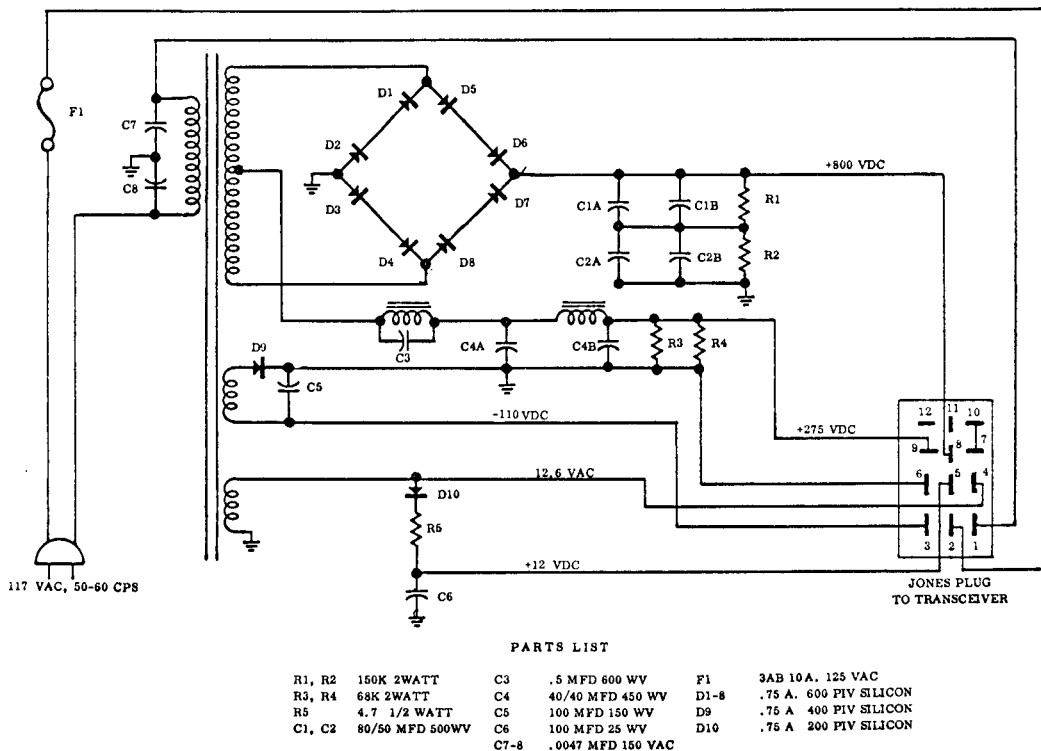 F1
C7
C8
D1
D5
D2
D6
D3
D7
D4
D8
+800 VDC
C1A
C1B
R1
C2A
C2B
R2
C3
C4A
C4B
R3
R4
D9
C5
-110 VDC
+275 VDC
12 11 10
9 8 7
6 5 4
3 2 1
12.6 VAC
D10
R5
+12 VDC
C6
117 VAC, 50-60 CPS
JONES PLUG
TO TRANSCEIVER
PARTS LIST
R1, R2 150K 2WATT C3 .5 MFD 600 WV F1 3AB 10A. 125 VAC
R3, R4 68K 2WATT C4 40/40 MFD 450 WV D1-8 .75 A. 600 PIV SILICON
R5 4.7 1/2 WATT C5 100 MFD 150 WV D9 .75 A 400 PIV SILICON
C1, C2 80/50 MFD 500WV C6 100 MFD 25 WV D10 .75 A 200 PIV SILICON
C7-8 .0047 MFD 150 VAC